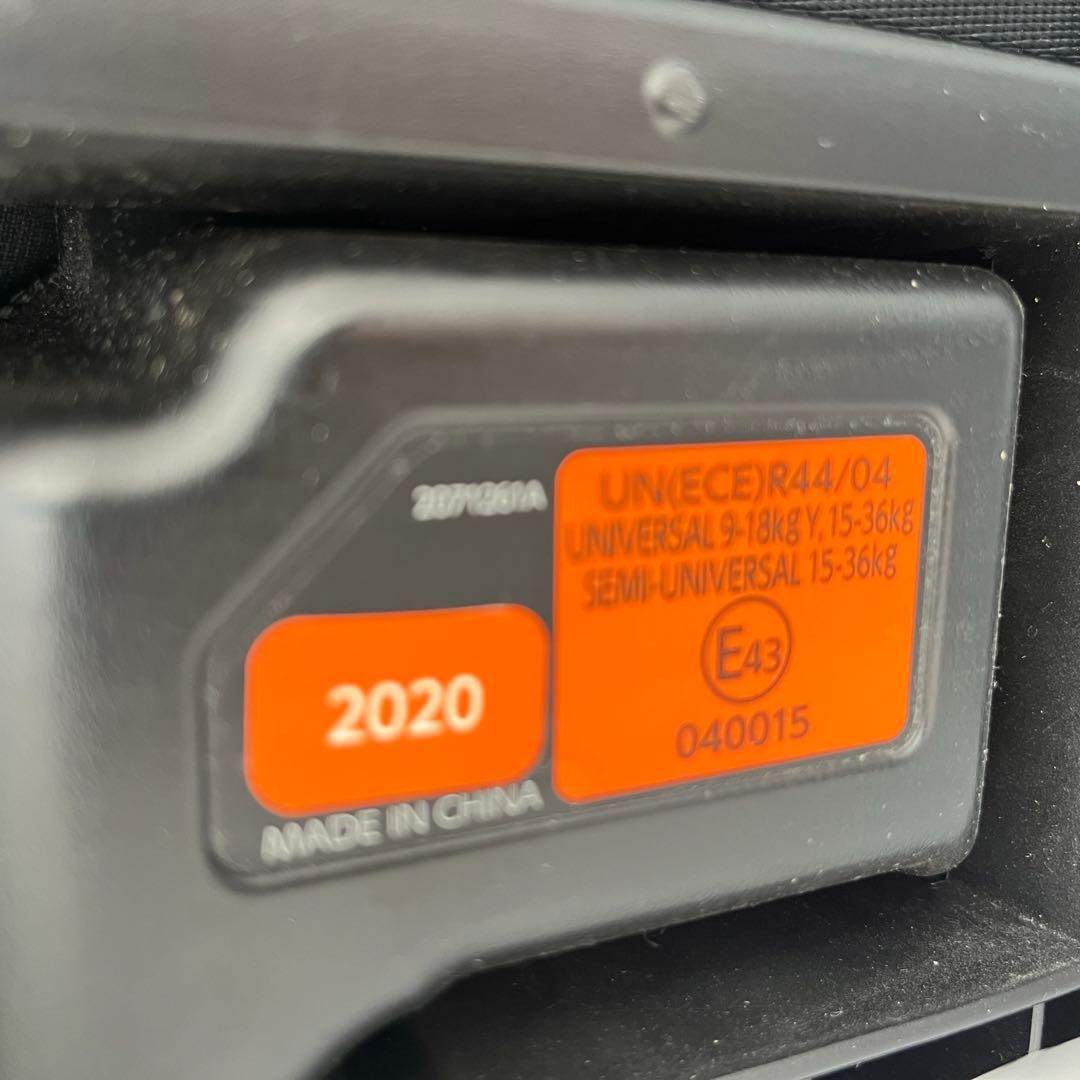 UN(ECE)R44/04
UNIVERSAL 9-18kg Y, 15-36kg
SEMI-UNIVERSAL 15-36kg
E43
040015
2020
MADE IN CHINA